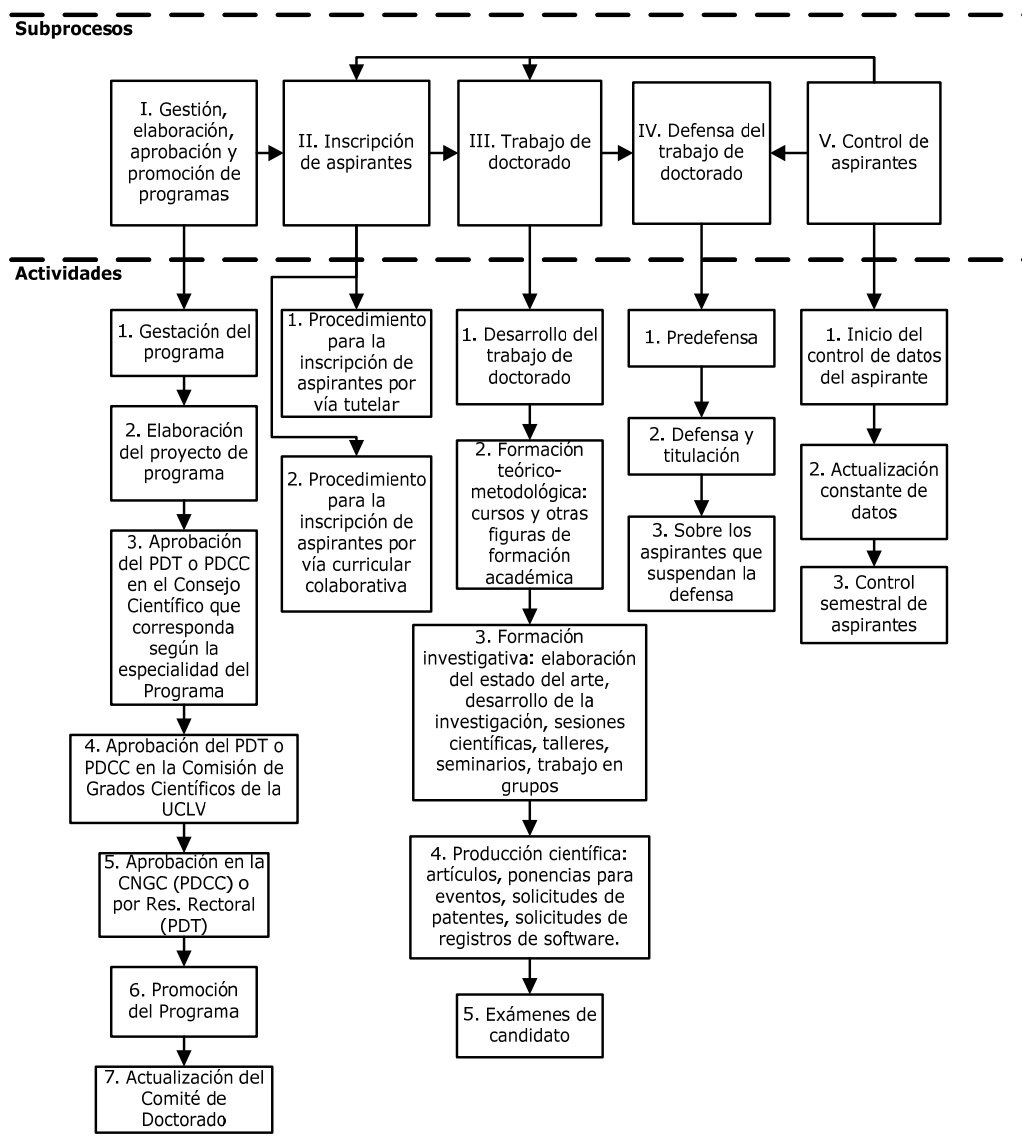 Subprocesos
I. Gestión,
elaboración,
aprobación y
promoción de
programas
II. Inscripción
de aspirantes
III. Trabajo de
doctorado
IV. Defensa del
trabajo de
doctorado
V. Control de
aspirantes
Actividades
1. Gestación del
programa
2. Elaboración
del proyecto de
programa
3. Aprobación
del PDT o PDCC
en el Consejo
Científico que
corresponda
según la
especialidad del
Programa
4. Aprobación del PDT o
PDCC en la Comisión de
Grados Científicos de la
UCLV
5. Aprobación en la
CNGC (PDCC) o
por Res. Rectoral
(PDT)
6. Promoción
del Programa
7. Actualización del
Comité de
Doctorado
1. Procedimiento
para la
inscripción de
aspirantes por
vía tutelar
2. Procedimiento
para la
inscripción de
aspirantes por
vía curricular
colaborativa
1. Desarrollo del
trabajo de
doctorado
2. Formación
teórico-
metodológica:
cursos y otras
figuras de
formación
académica
3. Formación
investigativa: elaboración
del estado del arte,
desarrollo de la
investigación, sesiones
científicas, talleres,
seminarios, trabajo en
grupos
4. Producción científica:
artículos, ponencias para
eventos, solicitudes de
patentes, solicitudes de
registros de software.
5. Exámenes de
candidato
1. Predefensa
2. Defensa y
titulación
3. Sobre los
aspirantes que
suspendan la
defensa
1. Inicio del
control de datos
del aspirante
2. Actualización
constante de
datos
3. Control
semestral de
aspirantes